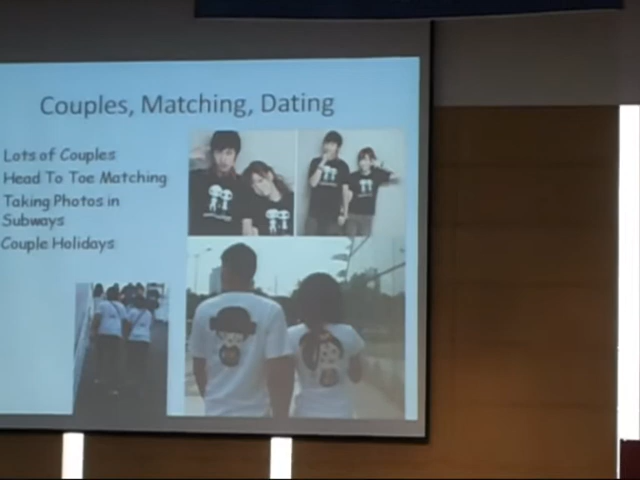 Couples, Matching, Dating
Lots of Couples
Head To Toe Matching
Taking Photos in
Subways
Couple Holidays